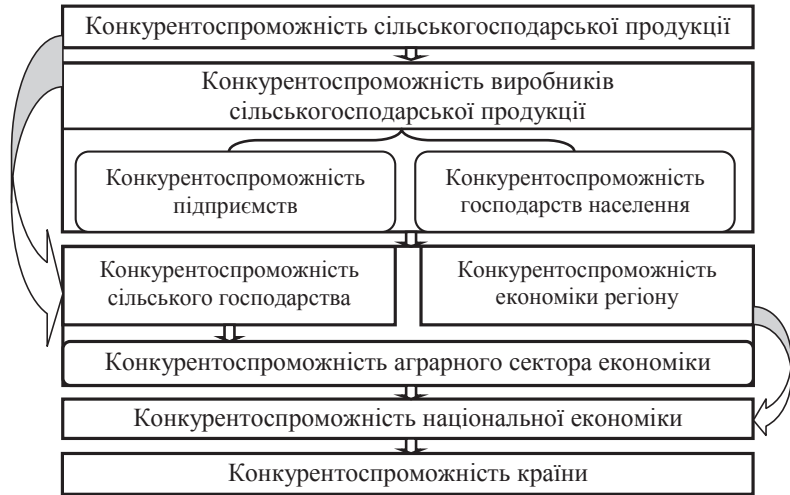 Конкурентоспроможність сільськогосподарської продукції
Конкурентоспроможність виробників
сільськогосподарської продукції
Конкурентоспроможність
підприємств
Конкурентоспроможність
господарств населення
Конкурентоспроможність
сільського господарства
Конкурентоспроможність
економіки регіону
Конкурентоспроможність аграрного сектора економіки
Конкурентоспроможність національної економіки
Конкурентоспроможність країни